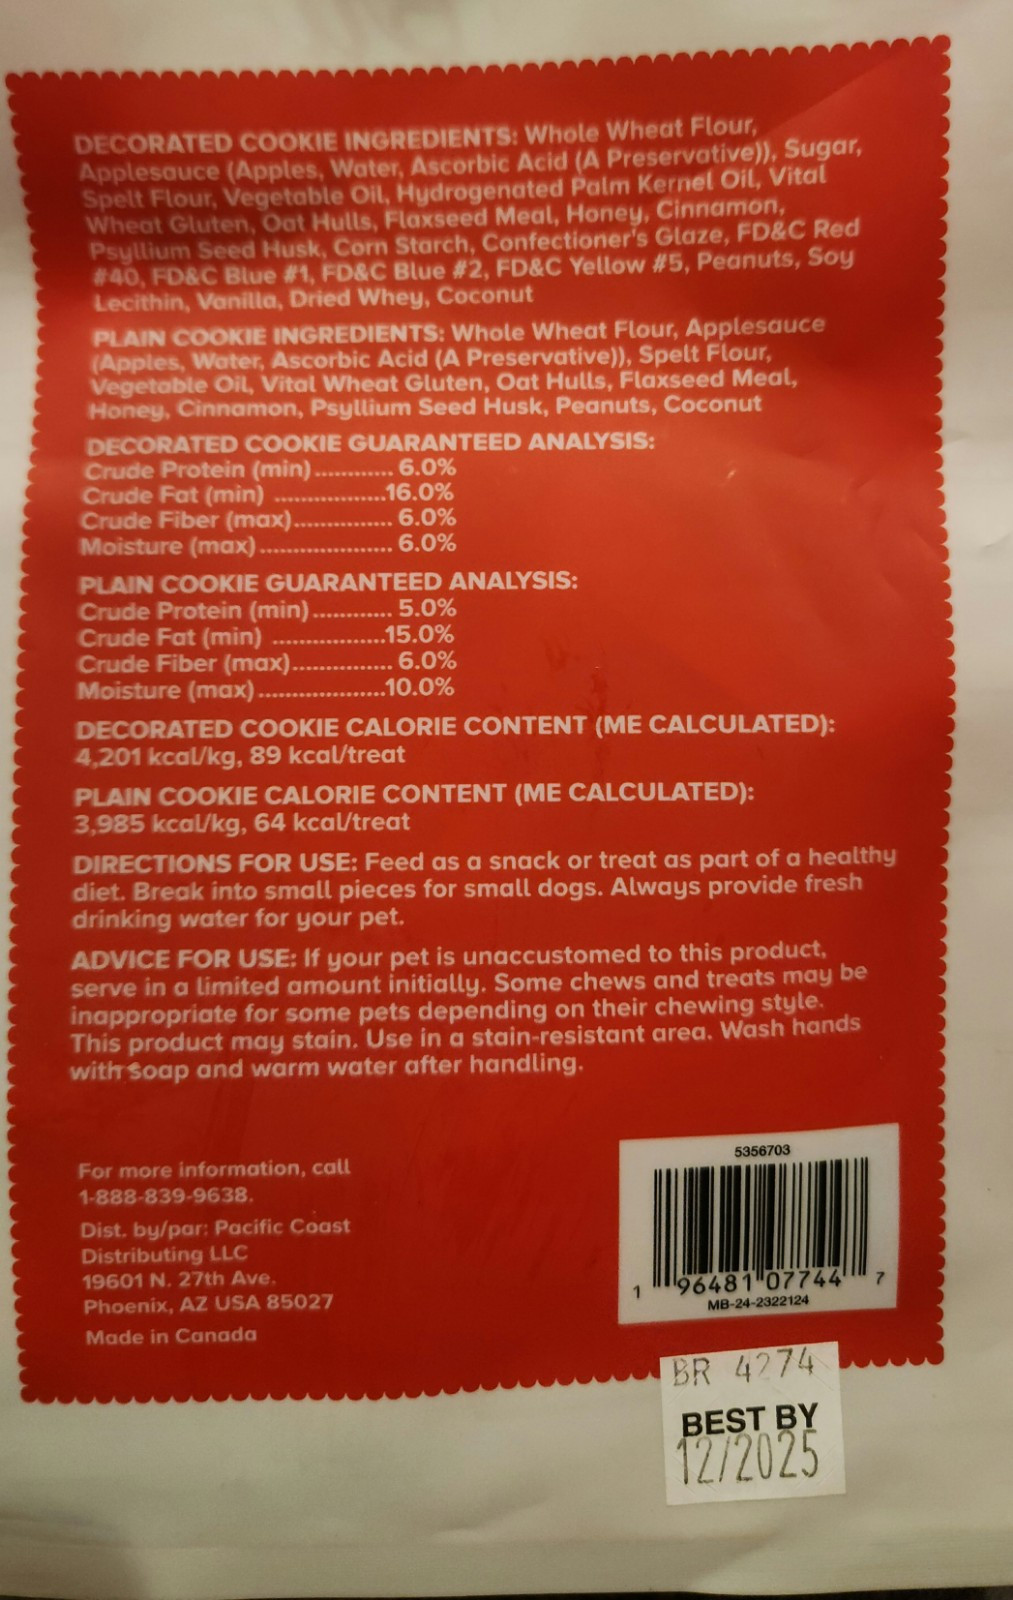 DECORATED COOKIE INGREDIENTS: Whole Wheat Flour,
Applesauce (Apples, Water, Ascorbic Acid (A Preservative)), Sugar,
Spelt Flour, Vegetable Oil, Hydrogenated Palm Kernel Oil, Vital
Wheat Gluten, Oat Hulls, Flaxseed Meal, Honey, Cinnamon,
Psyllium Seed Husk, Corn Starch, Confectioner's Glaze, FD&C Red
#40, FD&C Blue #1, FD&C Blue #2, FD&C Yellow #5, Peanuts, Soy
Lecithin, Vanilla, Dried Whey, Coconut
PLAIN COOKIE INGREDIENTS: Whole Wheat Flour, Applesauce
(Apples, Water, Ascorbic Acid (A Preservative)), Spelt Flour,
Vegetable Oil, Vital Wheat Gluten, Oat Hulls, Flaxseed Meal,
Honey, Cinnamon, Psyllium Seed Husk, Peanuts, Coconut
DECORATED COOKIE GUARANTEED ANALYSIS:
Crude Protein (min)............ 6.0%
Crude Fat (min) .................16.0%
Crude Fiber (max)............... 6.0%
Moisture (max).................... 6.0%
PLAIN COOKIE GUARANTEED ANALYSIS:
Crude Protein (min)............ 5.0%
Crude Fat (min) .................15.0%
Crude Fiber (max)............... 6.0%
Moisture (max)...................10.0%
DECORATED COOKIE CALORIE CONTENT (ME CALCULATED):
4,201 kcal/kg, 89 kcal/treat
PLAIN COOKIE CALORIE CONTENT (ME CALCULATED):
3,985 kcal/kg, 64 kcal/treat
DIRECTIONS FOR USE: Feed as a snack or treat as part of a healthy
diet. Break into small pieces for small dogs. Always provide fresh
drinking water for your pet.
ADVICE FOR USE: If your pet is unaccustomed to this product,
serve in a limited amount initially. Some chews and treats may be
inappropriate for some pets depending on their chewing style.
This product may stain. Use in a stain-resistant area. Wash hands
with soap and warm water after handling.
For more information, call
1-888-839-9638.
Dist. by/par: Pacific Coast
Distributing LLC
19601 N. 27th Ave.
Phoenix, AZ USA 85027
Made in Canada
5356703
1 96481 07744 7
MB-24-2322124
BR 4274
BEST BY
12/2025